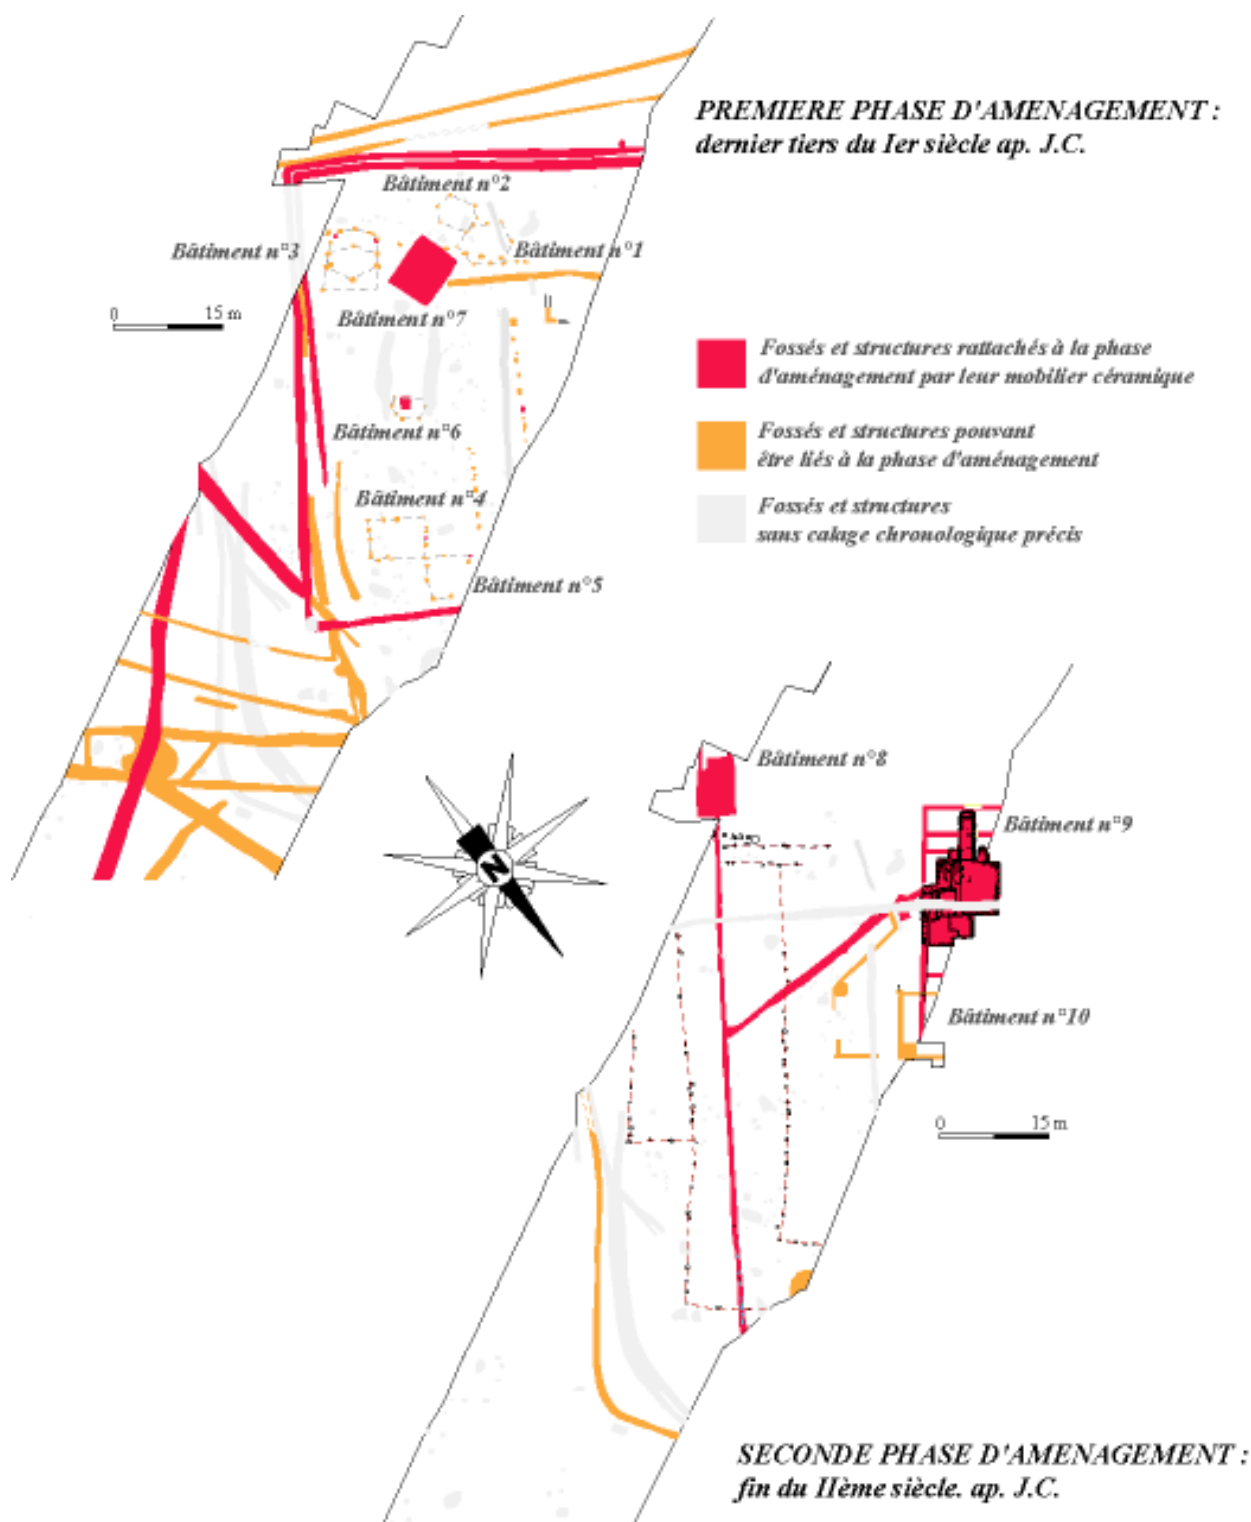 PREMIERE PHASE D'AMENAGEMENT :
dernier tiers du Ier siècle ap. J.C.
Bâtiment n°2
Bâtiment n°3
Bâtiment n°1
0 15 m
Bâtiment n°7
Fossés et structures rattachés à la phase
d'aménagement par leur mobilier céramique
Bâtiment n°6
Fossés et structures pouvant
être liés à la phase d'aménagement
Bâtiment n°4
Fossés et structures
sans calage chronologique précis
Bâtiment n°5
Bâtiment n°8
Bâtiment n°9
N
Bâtiment n°10
0 15 m
SECONDE PHASE D'AMENAGEMENT :
fin du IIème siècle. ap. J.C.